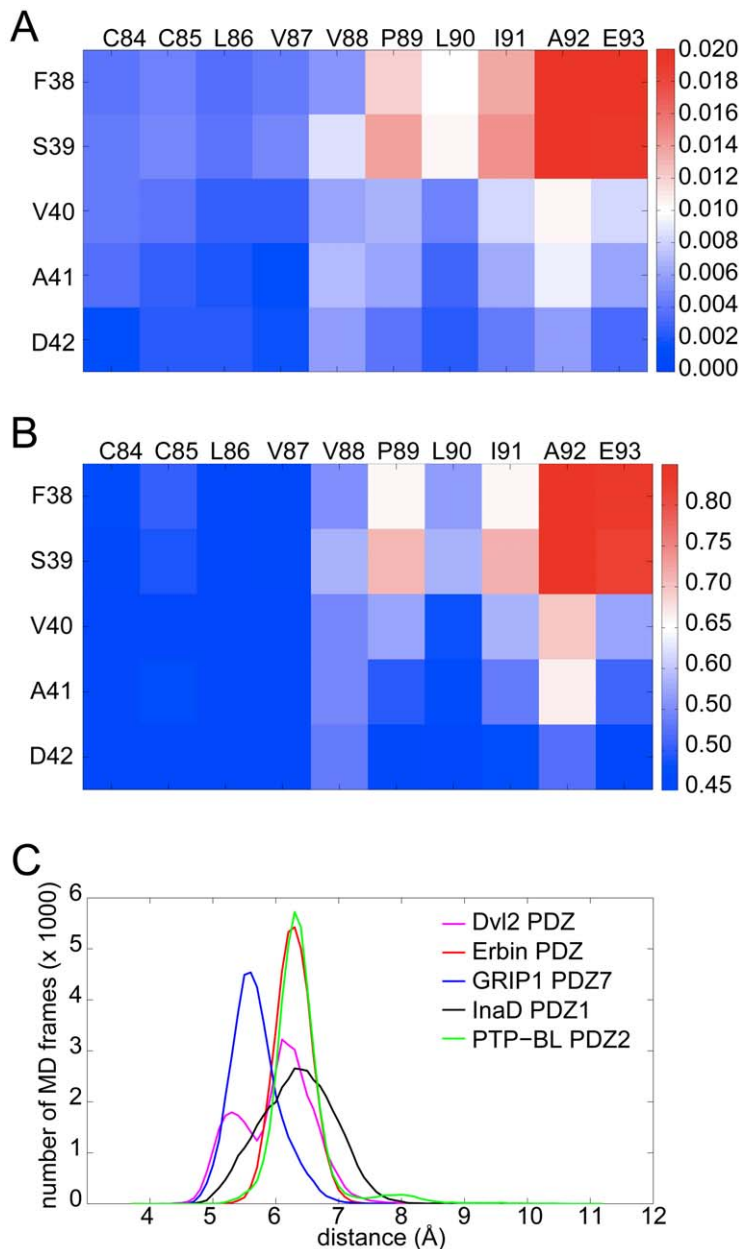 A
C84 C85 L86 V87 V88 P89 L90 I91 A92 E93
F38
S39
V40
A41
D42
0.020
0.018
0.016
0.014
0.012
0.010
0.008
0.006
0.004
0.002
0.000
B
C84 C85 L86 V87 V88 P89 L90 I91 A92 E93
F38
S39
V40
A41
D42
0.80
0.75
0.70
0.65
0.60
0.50
0.50
0.45
C
number of MD frames (x 1000)
6
5
4
3
2
1
0
Dvl2 PDZ
Erbin PDZ
GRIP1 PDZ7
InaD PDZ1
PTP−BL PDZ2
4 5 6 7 8 9 10 11 12
distance (Å)